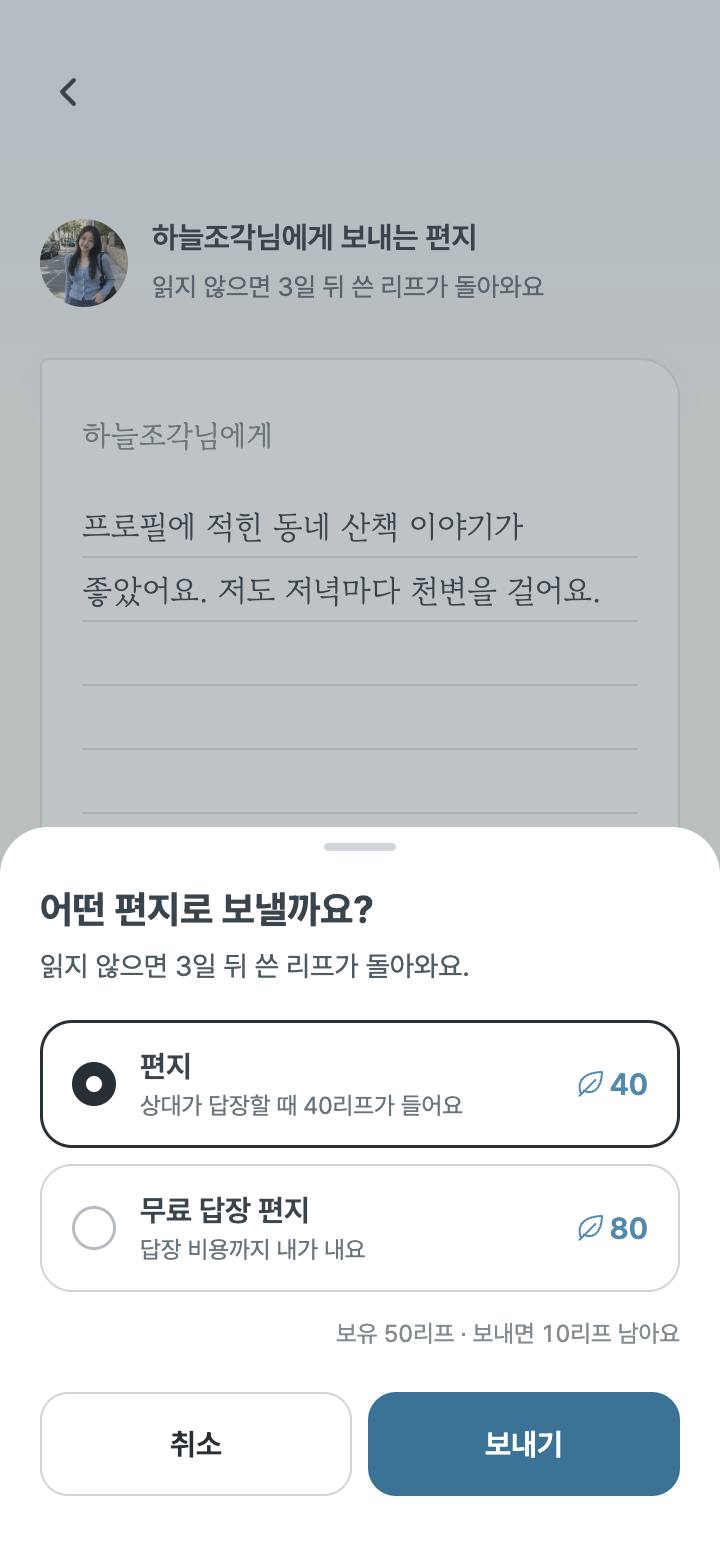 하늘조각님에게 보내는 편지
읽지 않으면 3일 뒤 쓴 리프가 돌아와요
하늘조각님에게
프로필에 적힌 동네 산책 이야기가
좋았어요. 저도 저녁마다 천변을 걸어요.
어떤 편지로 보낼까요?
읽지 않으면 3일 뒤 쓴 리프가 돌아와요.
편지
상대가 답장할 때 40리프가 들어요
40
무료 답장 편지
답장 비용까지 내가 내요
80
보유 50리프 · 보내면 10리프 남아요
취소
보내기